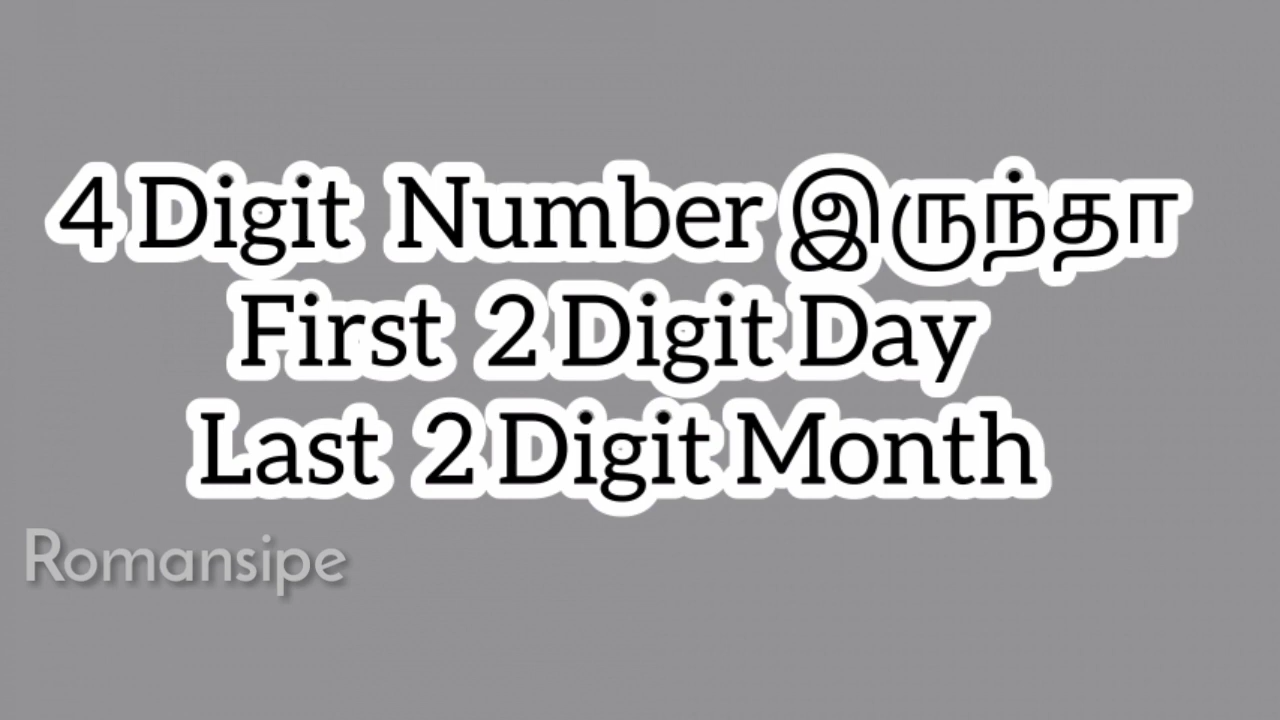 4 Digit Number இருந்தா
First 2 Digit Day
Last 2 Digit Month
Romansipe